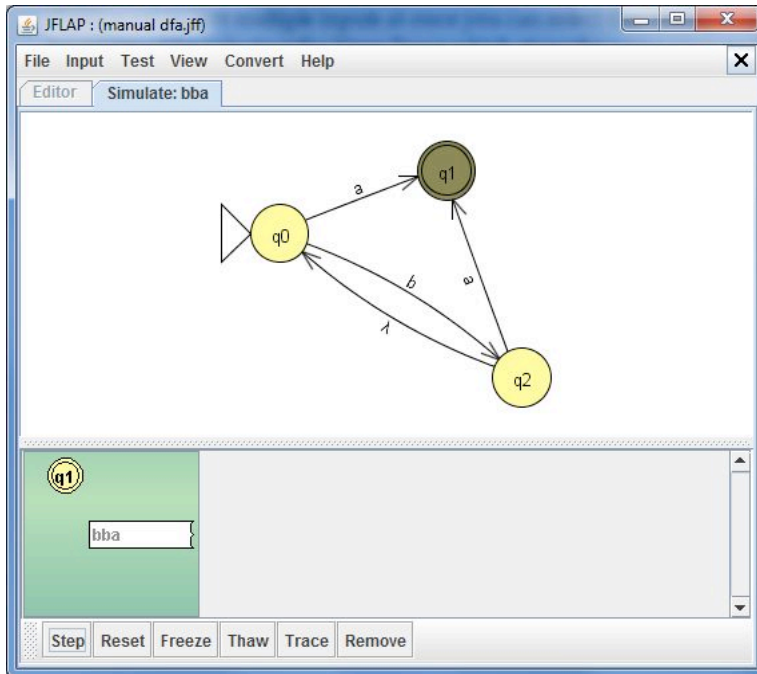 JFLAP : (manual dfa.jff)
File Input Test View Convert Help
Editor Simulate: bba
q1
a
q0
b
a
λ
q2
q1
bba
Step Reset Freeze Thaw Trace Remove